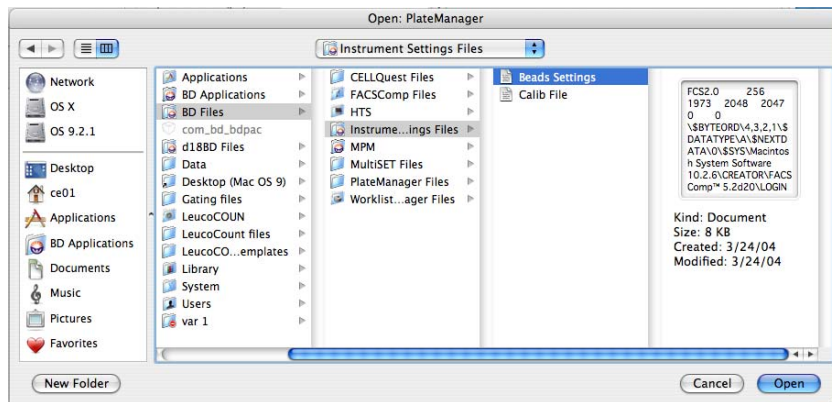 Open: PlateManager
Instrument Settings Files
Network
OS X
OS 9.2.1
Desktop
ce01
Applications
BD Applications
Documents
Music
Pictures
Favorites
Applications
BD Applications
BD Files
com_bd_bdpac
d18BD Files
Data
Desktop (Mac OS 9)
Gating files
LeucoCOUN
LeucoCount files
LeucoCO...emplates
Library
System
Users
var 1
CELLQuest Files
FACSComp Files
HTS
Instrume...ings Files
MPM
MultiSET Files
PlateManager Files
Worklist...ager Files
Beads Settings
Calib File
FCS2.0 256
1973 2048 2047
0 0
\$BYTEORD\4,3,2,1\$
DATATYPE\A\$NEXTD
ATA\0\$SYS\Macintos
h System Software
10.2.6\CREATOR\FACS
Comp™ 5.2d20\LOGIN
Kind: Document
Size: 8 KB
Created: 3/24/04
Modified: 3/24/04
New Folder
Cancel
Open